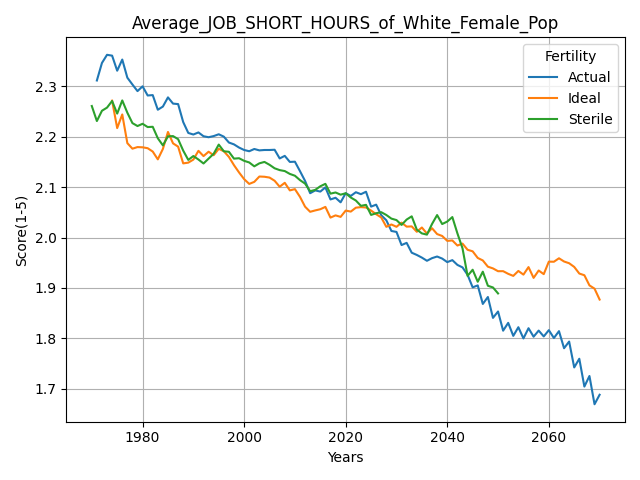 Average_JOB_SHORT_HOURS_of_White_Female_Pop
Fertility
Actual
Ideal
Sterile
Score(1-5)
2.3
2.2
2.1
2.0
1.9
1.8
1.7
1980
2000
2020
2040
2060
Years